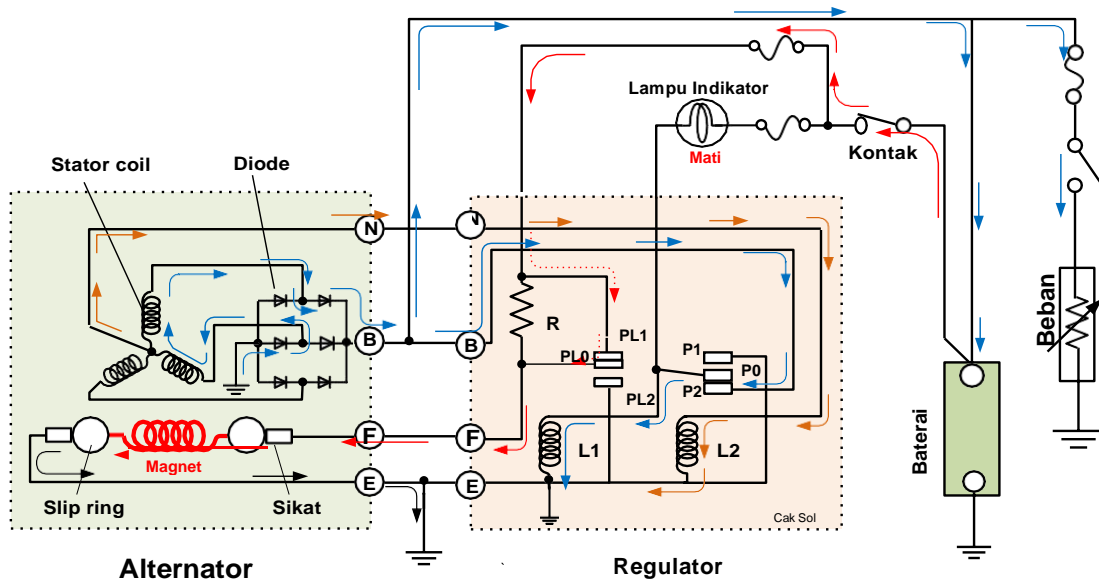 Lampu Indikator
Mati
Kontak
Stator coil
Diode
N
N
R
PL1
PL0
PL2
P1
P0
P2
B
B
Beban
Baterai
F
F
L1
L2
Magnet
E
E
Slip ring
Sikat
Cak Sol
Alternator
Regulator